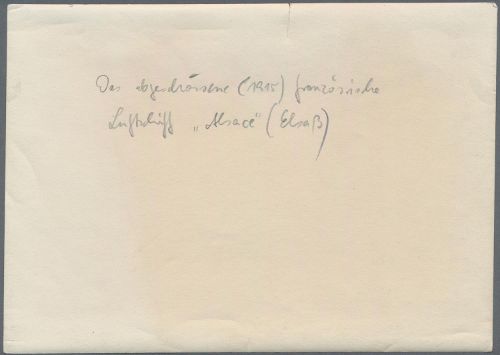 Das abgeschossene (1915) französische
Luftschiff „Alsace“ (Elsaß)